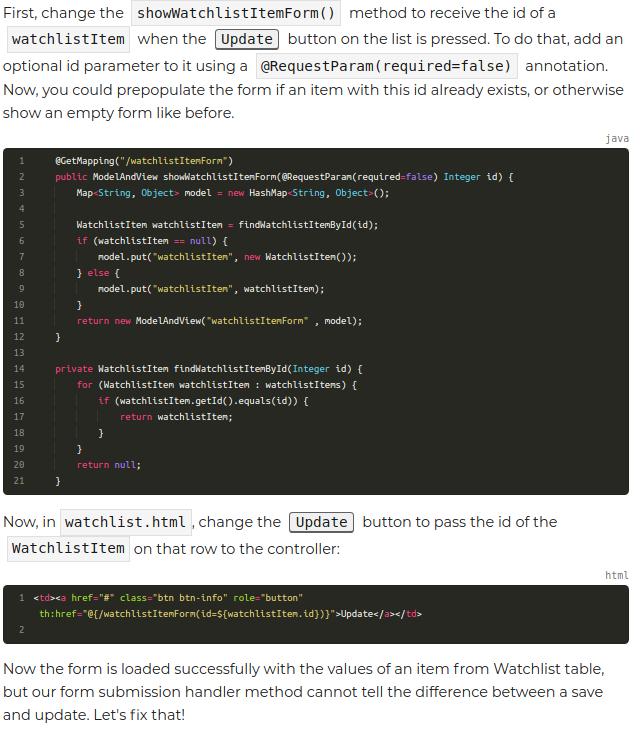 First, change the showWatchlistItemForm() method to receive the id of a
watchlistItem when the Update button on the list is pressed. To do that, add an
optional id parameter to it using a @RequestParam(required=false) annotation.
Now, you could prepopulate the form if an item with this id already exists, or otherwise
show an empty form like before.
java
1 @GetMapping("/watchlistItemForm")
2 public ModelAndView showWatchlistItemForm(@RequestParam(required=false) Integer id) {
3 Map<String, Object> model = new HashMap<String, Object>();
4
5 WatchlistItem watchlistItem = findWatchlistItemById(id);
6 if (watchlistItem == null) {
7 model.put("watchlistItem", new WatchlistItem());
8 } else {
9 model.put("watchlistItem", watchlistItem);
10 }
11 return new ModelAndView("watchlistItemForm" , model);
12 }
13
14 private WatchlistItem findWatchlistItemById(Integer id) {
15 for (WatchlistItem watchlistItem : watchlistItems) {
16 if (watchlistItem.getId().equals(id)) {
17 return watchlistItem;
18 }
19 }
20 return null;
21 }
Now, in watchlist.html, change the Update button to pass the id of the
WatchlistItem on that row to the controller:
html
1 <td><a href="#" class="btn btn-info" role="button"
th:href="@{/watchlistItemForm(id=${watchlistItem.id})}">Update</a></td>
2
Now the form is loaded successfully with the values of an item from Watchlist table,
but our form submission handler method cannot tell the difference between a save
and update. Let's fix that!